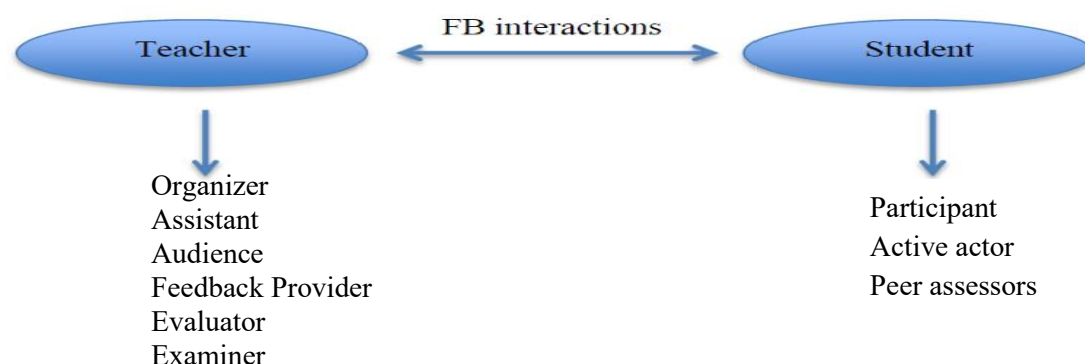 FB interactions
Teacher
Student
Organizer
Assistant
Audience
Feedback Provider
Evaluator
Examiner
Participant
Active actor
Peer assessors